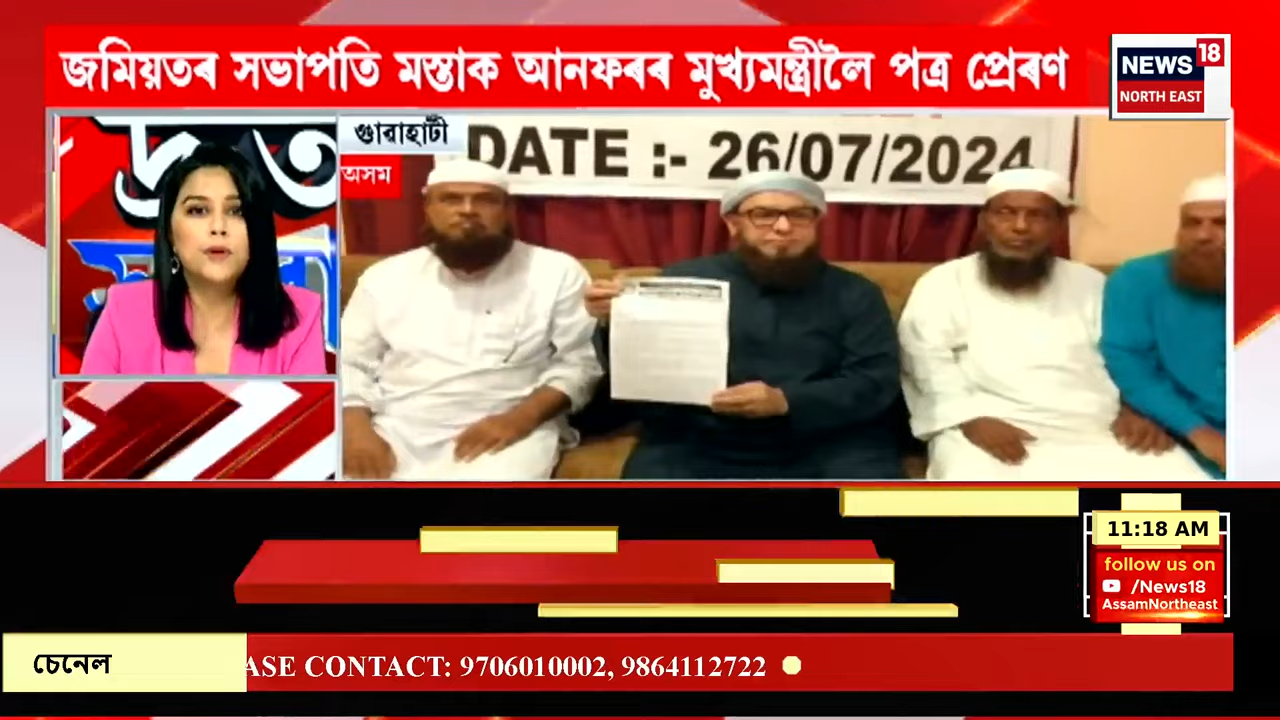 জমিয়তৰ সভাপতি মস্তাক আনফৰৰ মুখ্যমন্ত্ৰীলৈ পত্ৰ প্ৰেৰণ
NEWS 18
NORTH EAST
গুৱাহাটী
অসম
DATE :- 26/07/2024
11:18 AM
follow us on
/News18
AssamNortheast
চেনেল
ASE CONTACT: 9706010002, 9864112722